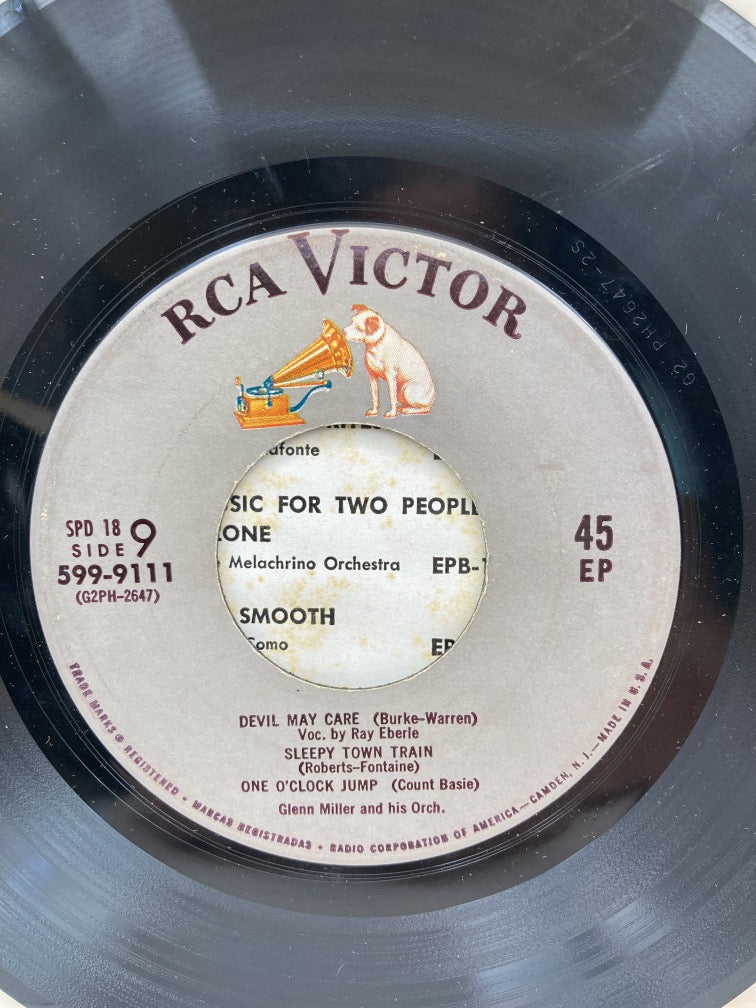 RCA VICTOR
afonte
SIC FOR TWO PEOPL
ONE
Melachrino Orchestra EPB-
SMOOTH
Como EP
SPD 18
SIDE 9
599-9111
(G2PH-2647)
45
EP
DEVIL MAY CARE (Burke-Warren)
Voc. by Ray Eberle
SLEEPY TOWN TRAIN
(Roberts-Fontaine)
ONE O'CLOCK JUMP (Count Basie)
Glenn Miller and his Orch.
TRADE MARKS ® REGISTERED • MARCAS REGISTRADAS • RADIO CORPORATION OF AMERICA—CAMDEN, N. J.—MADE IN U.S.A.
G2 PH2647-2S